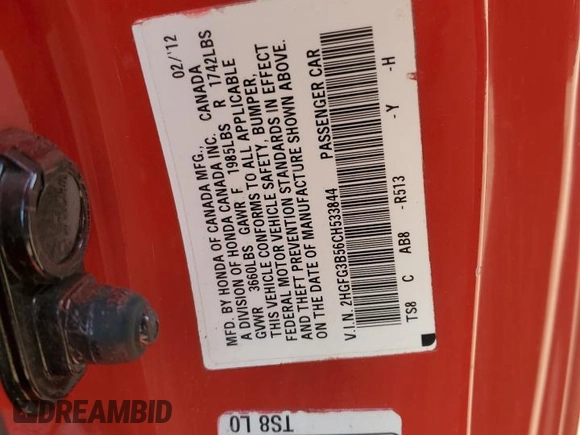 MFD. BY HONDA OF CANADA MFG., CANADA 02/'12
A DIVISION OF HONDA CANADA INC.
GVWR 3660LBS GAWR F 1985LBS R 1742LBS
THIS VEHICLE CONFORMS TO ALL APPLICABLE
FEDERAL MOTOR VEHICLE SAFETY, BUMPER,
AND THEFT PREVENTION STANDARDS IN EFFECT
ON THE DATE OF MANUFACTURE SHOWN ABOVE.
V.I.N. 2HGFG3B56CH533844 PASSENGER CAR
TS8 C AB8 -R513 -Y -H
TS8 L0
DREAMBID